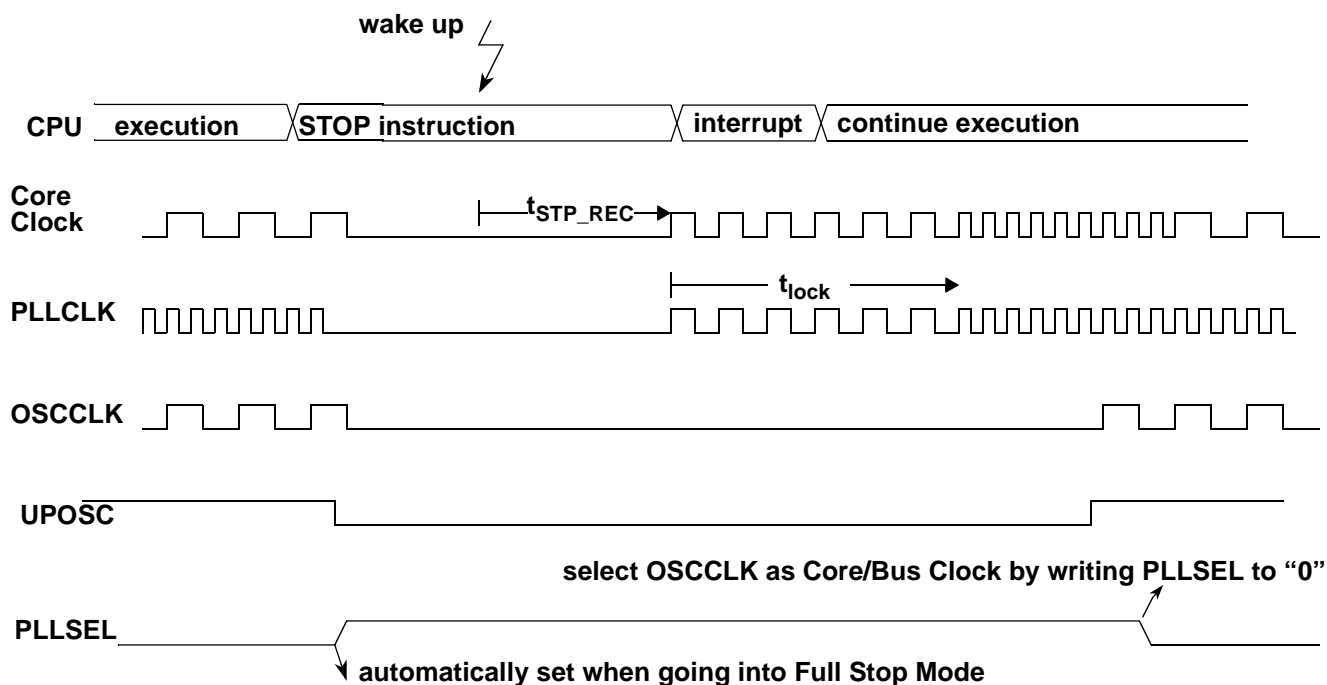 wake up
CPU execution STOP instruction interrupt continue execution
Core
Clock
tSTP_REC
tlock
PLLCLK
OSCCLK
UPOSC
select OSCCLK as Core/Bus Clock by writing PLLSEL to “0”
PLLSEL
automatically set when going into Full Stop Mode